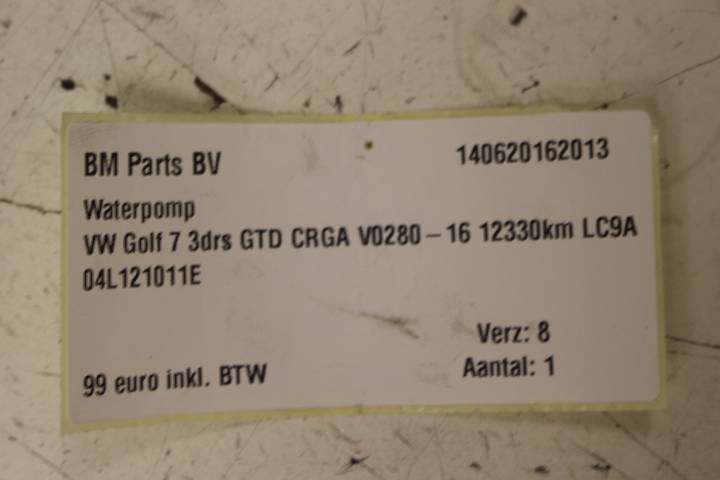 BM Parts BV 140620162013
Waterpomp
VW Golf 7 3drs GTD CRGA V0280-16 12330km LC9A
04L121011E
Verz: 8
99 euro inkl. BTW Aantal: 1